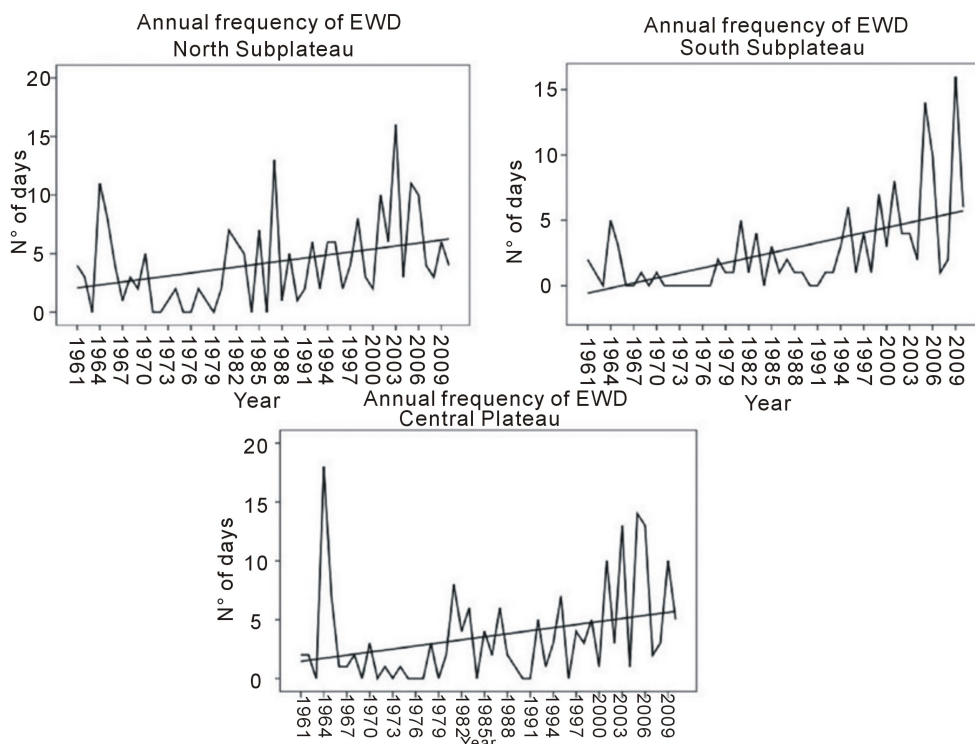 Annual frequency of EWD
North Subplateau
20
15
10
5
0
N° of days
1961 1964 1967 1970 1973 1976 1979 1982 1985 1988 1991 1994 1997 2000 2003 2006 2009
Year
Annual frequency of EWD
South Subplateau
15
10
5
0
N° of days
1961 1964 1967 1970 1973 1976 1979 1982 1985 1988 1991 1994 1997 2000 2003 2006 2009
Year
Annual frequency of EWD
Central Plateau
20
15
10
5
0
N° of days
1961 1964 1967 1970 1973 1976 1979 1982 1985 1988 1991 1994 1997 2000 2003 2006 2009
Year